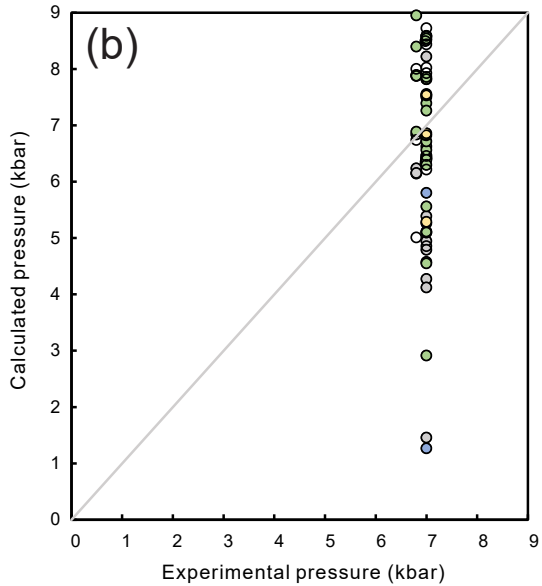 (b)
9
8
7
6
5
4
3
2
1
0
Calculated pressure (kbar)
0 1 2 3 4 5 6 7 8 9
Experimental pressure (kbar)